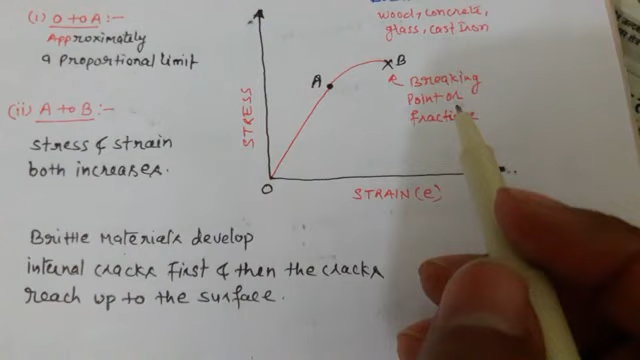 (i) O to A:-
Approximately
a Proportional Limit
(ii) A to B:-
stress & strain
both increases.
wood, concrete,
glass, cast Iron
A
B
Breaking
Point or
STRESS
O
STRAIN (e)
Brittle Materials develop
internal cracks First & then the cracks
reach up to the surface.